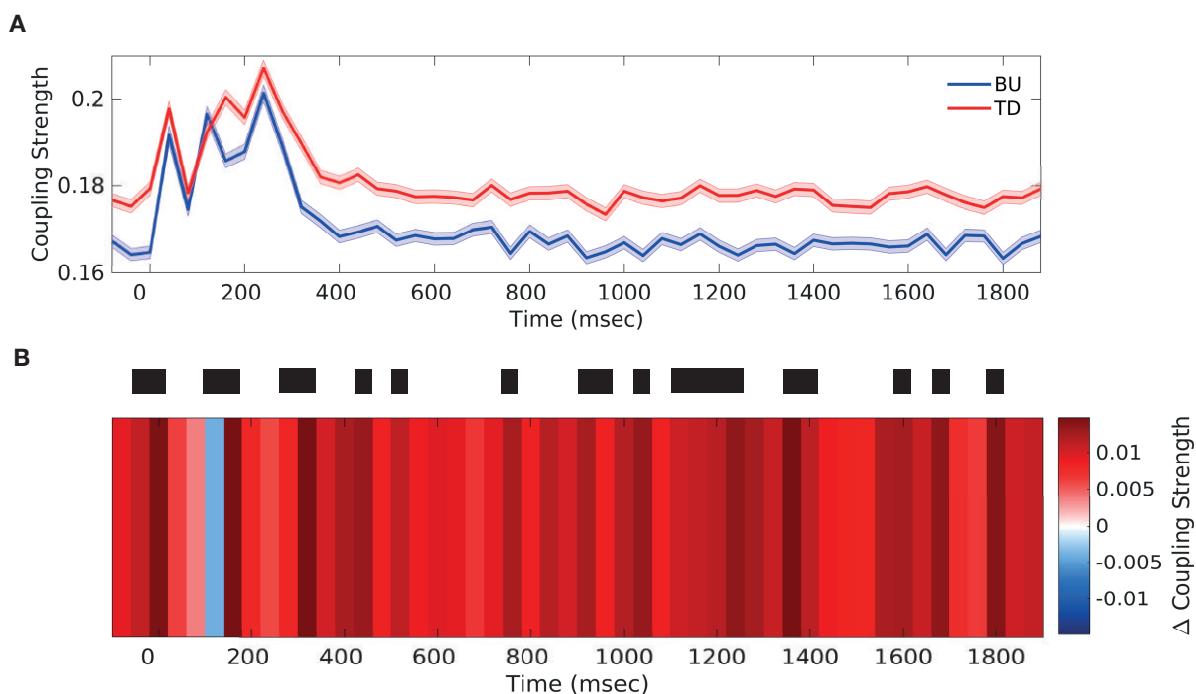 A
Coupling Strength
0.2
0.18
0.16
BU
TD
0 200 400 600 800 1000 1200 1400 1600 1800
Time (msec)
B
0.01
0.005
0
-0.005
-0.01
Δ Coupling Strength
0 200 400 600 800 1000 1200 1400 1600 1800
Time (msec)